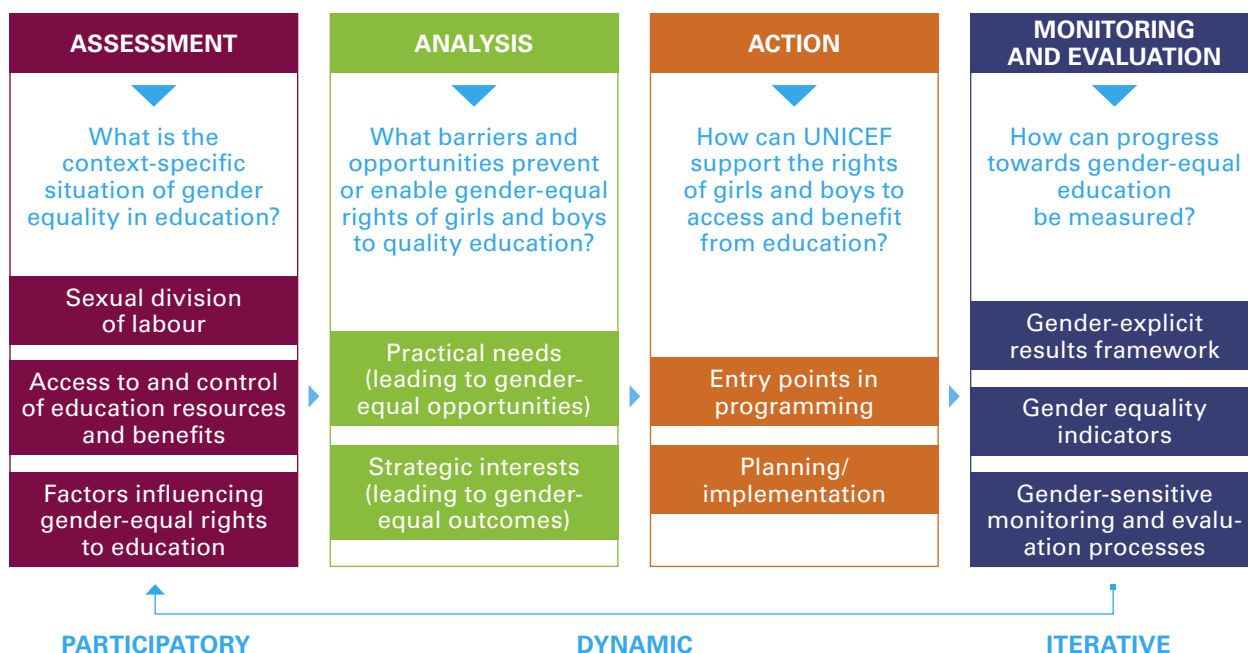 ASSESSMENT
What is the
context-specific
situation of gender
equality in education?
Sexual division
of labour
Access to and control
of education resources
and benefits
Factors influencing
gender-equal rights
to education
ANALYSIS
What barriers and
opportunities prevent
or enable gender-equal
rights of girls and boys
to quality education?
Practical needs
(leading to gender-
equal opportunities)
Strategic interests
(leading to gender-
equal outcomes)
ACTION
How can UNICEF
support the rights
of girls and boys to
access and benefit
from education?
Entry points in
programming
Planning/
implementation
MONITORING
AND EVALUATION
How can progress
towards gender-equal
education
be measured?
Gender-explicit
results framework
Gender equality
indicators
Gender-sensitive
monitoring and evalu-
ation processes
PARTICIPATORY
DYNAMIC
ITERATIVE